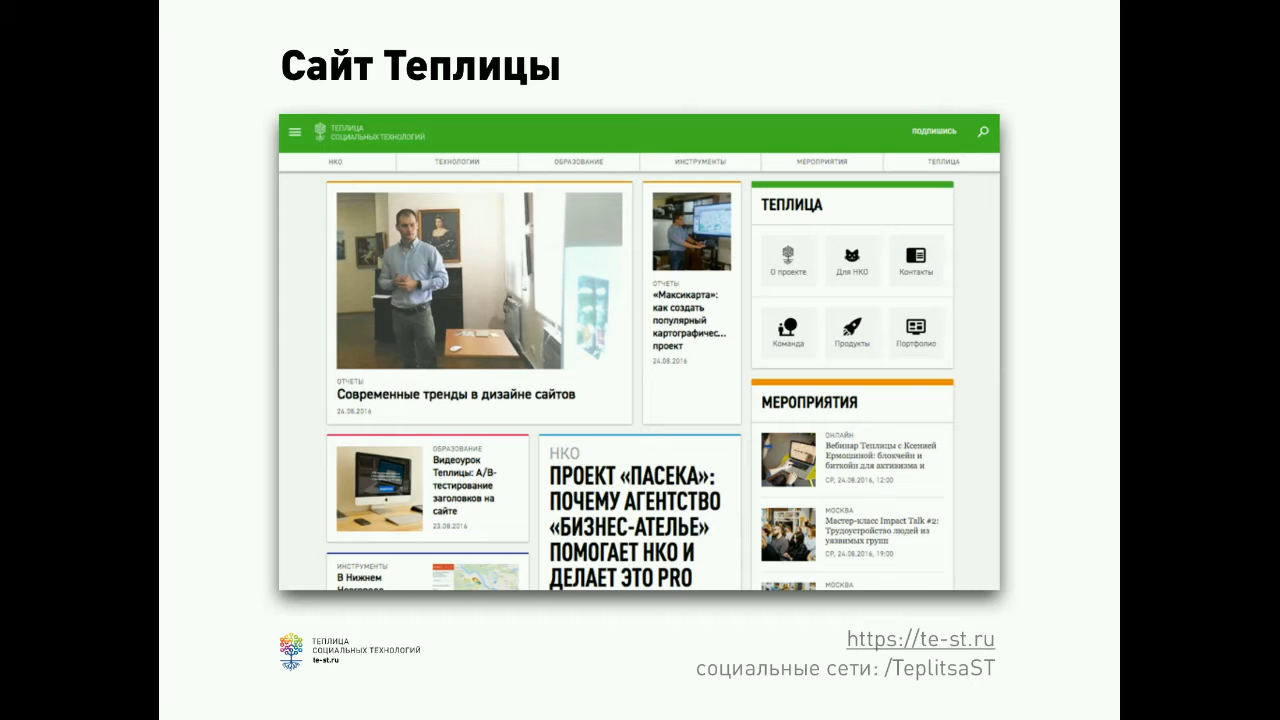 Сайт Теплицы
ТЕПЛИЦА
СОЦИАЛЬНЫХ ТЕХНОЛОГИЙ
ПОДПИШИСЬ
НКО
ТЕХНОЛОГИИ
ОБРАЗОВАНИЕ
ИНСТРУМЕНТЫ
МЕРОПРИЯТИЯ
ТЕПЛИЦА
ОТЧЕТЫ
Современные тренды в дизайне сайтов
24.08.2016
ОТЧЕТЫ
«Максикарта»:
как создать
популярный
картографичес...
проект
24.08.2016
ТЕПЛИЦА
О проекте
Для НКО
Контакты
Команда
Продукты
Портфолио
ОБРАЗОВАНИЕ
Видеоурок
Теплицы: A/B-
тестирование
заголовков на
сайте
23.08.2016
НКО
ПРОЕКТ «ПАСЕКА»:
ПОЧЕМУ АГЕНТСТВО
«БИЗНЕС-АТЕЛЬЕ»
ПОМОГАЕТ НКО И
ДЕЛАЕТ ЭТО PRO
МЕРОПРИЯТИЯ
ОНЛАЙН
Вебинар Теплицы с Ксенией
Ермошиной: блокчейн и
биткойн для активизма и
СР, 24.08.2016, 12:00
МОСКВА
Мастер-класс Impact Talk #2:
Трудоустройство людей из
уязвимых групп
СР, 24.08.2016, 19:00
МОСКВА
ИНСТРУМЕНТЫ
В Нижнем
Новгороде
ТЕПЛИЦА
СОЦИАЛЬНЫХ ТЕХНОЛОГИЙ
te-st.ru
https://te-st.ru
социальные сети: /TeplitsaST